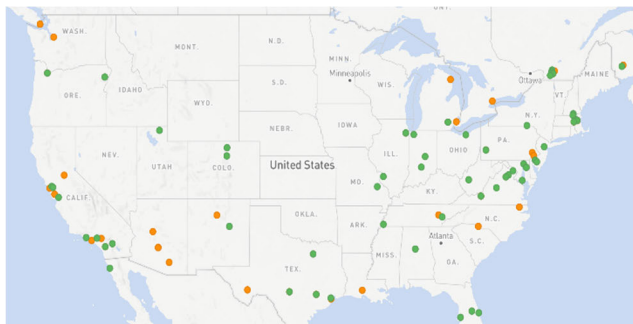 ONT.
WASH.
MONT.
N.D.
MINN.
Minneapolis
Ottawa
MAINE
ORE.
IDAHO
S.D.
WIS.
VT.
WYO.
N.Y.
NEBR.
IOWA
NEV.
UTAH
COLO.
United States
ILL.
OHIO
PA.
CALIF.
MO.
KY.
OKLA.
ARK.
Atlanta
N.C.
S.C.
MISS.
GA.
TEX.